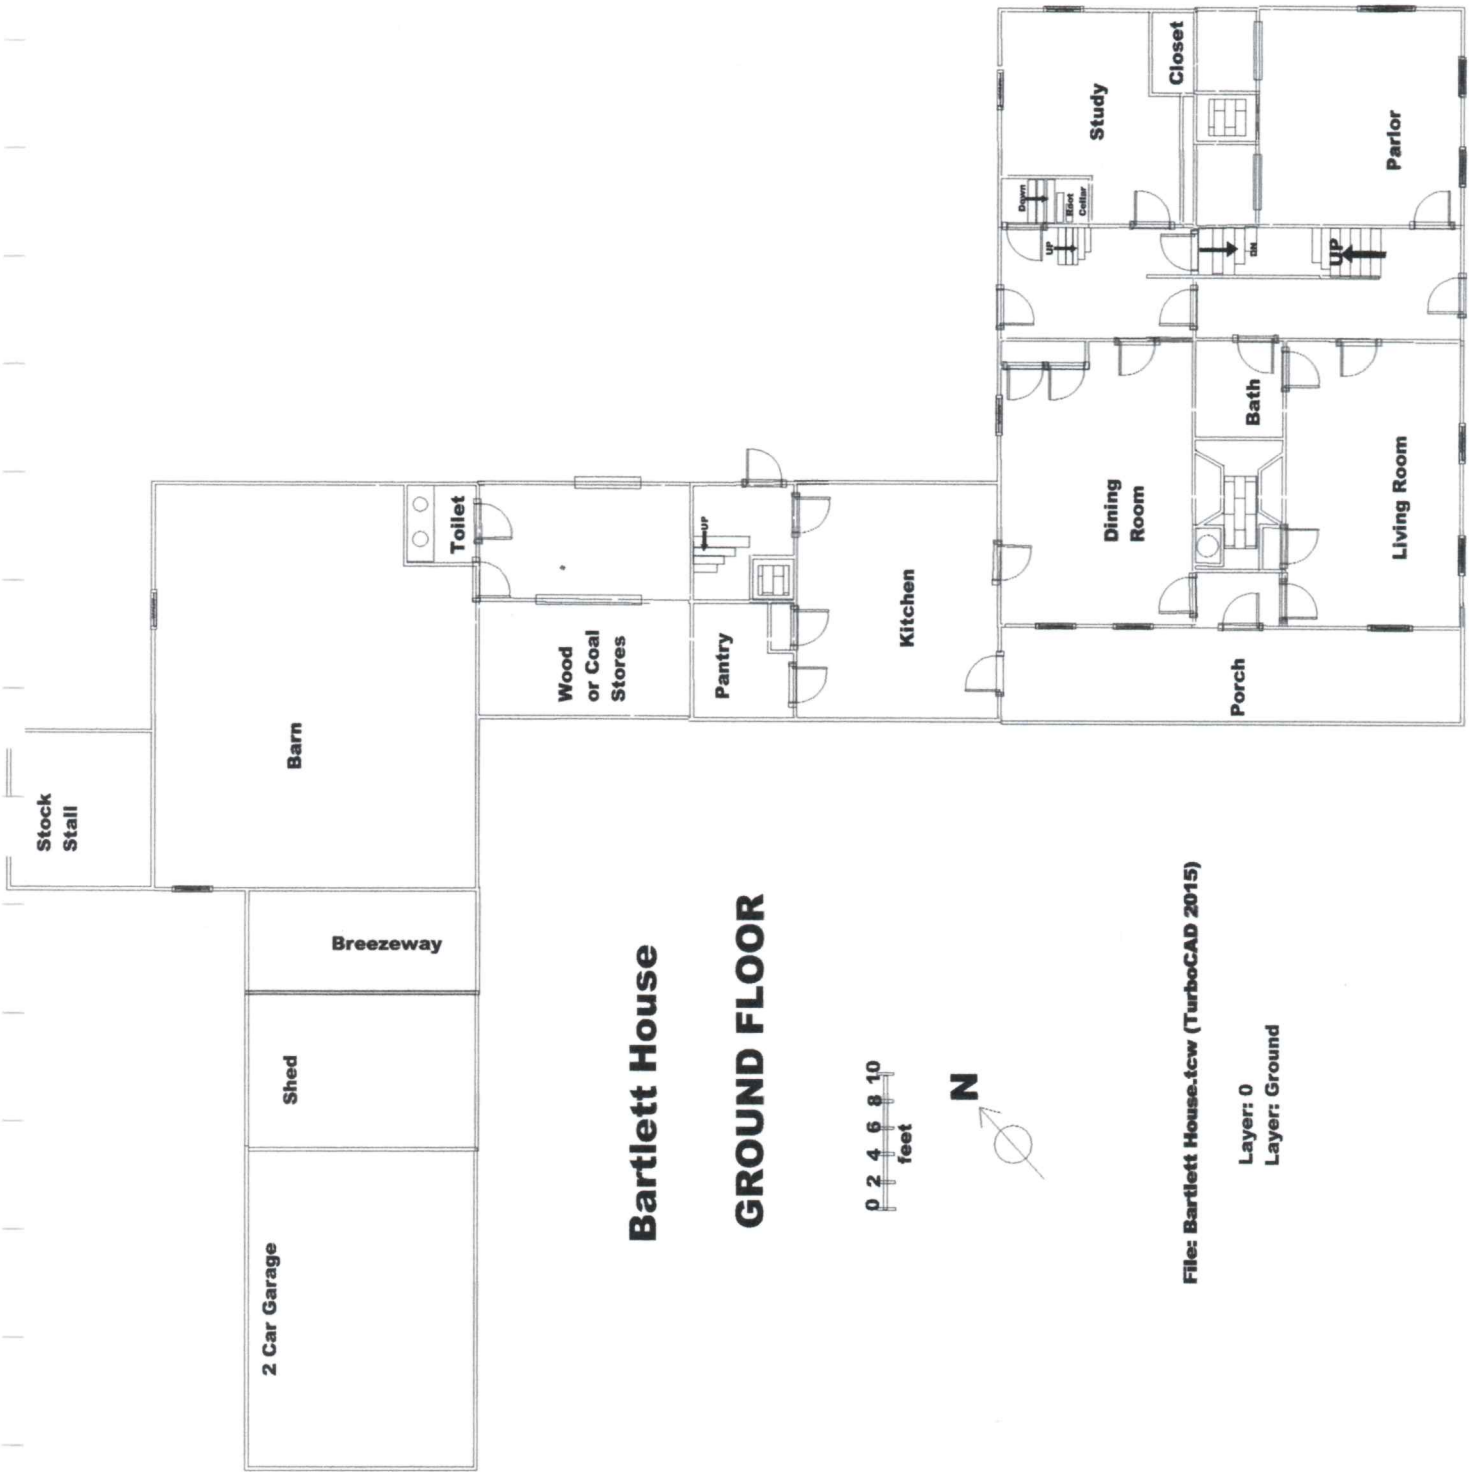 Stock
Stall
Barn
Toilet
Breezeway
Shed
2 Car Garage
Wood
or Coal
Stores
UP
Pantry
Kitchen
Study
Closet
Down
Root
Cellar
UP
DN
UP
Parlor
Dining
Room
Bath
Living Room
Porch
Bartlett House
GROUND FLOOR
0 2 4 6 8 10
feet
N
File: Bartlett House.tcw (TurboCAD 2015)
Layer: 0
Layer: Ground